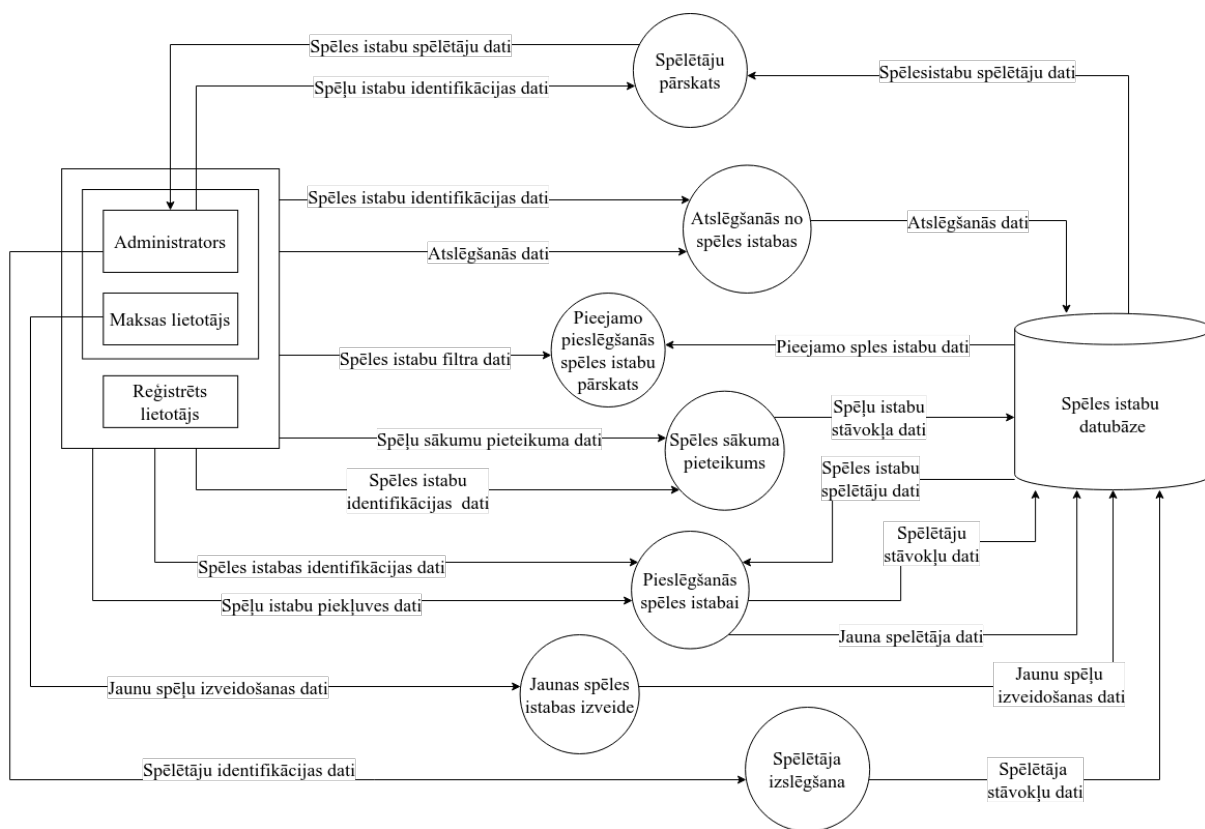 Spēles istabu spēlētāju dati
Spēlētāju
pārskats
Spēlesistabu spēlētāju dati
Spēļu istabu identifikācijas dati
Spēles istabu identifikācijas dati
Atslēgšanās no
spēles istabas
Atslēgšanās dati
Administrators
Atslēgšanās dati
Maksas lietotājs
Pieejamo
pieslēgšanās
spēles istabu
pārskats
Spēles istabu filtra dati
Pieejamo sples istabu dati
Reģistrēts
lietotājs
Spēles istabu
datubāze
Spēļu sākumu pieteikuma dati
Spēles sākuma
pieteikums
Spēļu istabu
stāvokļa dati
Spēles istabu
identifikācijas dati
Spēles istabu
spēlētāju dati
Spēlētāju
stāvokļu dati
Spēles istabas identifikācijas dati
Pieslēgšanās
spēles istabai
Spēļu istabu piekļuves dati
Jauna spelētāja dati
Jaunu spēļu izveidošanas dati
Jaunas spēles
istabas izveide
Jaunu spēļu
izveidošanas dati
Spēlētāju identifikācijas dati
Spēlētāja
izslēgšana
Spēlētāja
stāvokļu dati